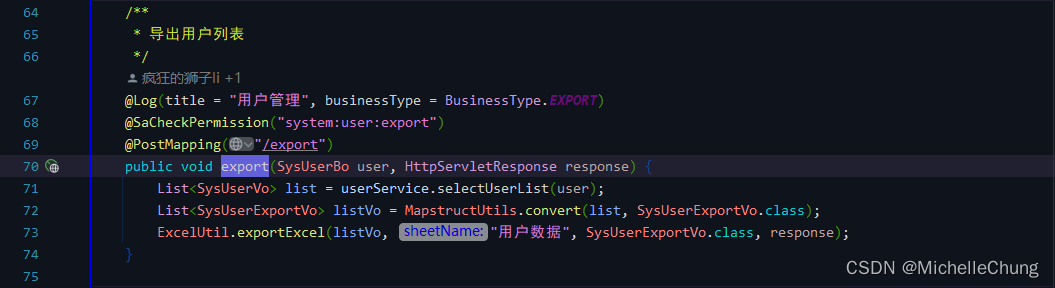 64 /**
65 * 导出用户列表
66 */
疯狂的狮子li +1
67 @Log(title = "用户管理", businessType = BusinessType.EXPORT)
68 @SaCheckPermission("system:user:export")
69 @PostMapping("/export")
70 public void export(SysUserBo user, HttpServletResponse response) {
71 List<SysUserVo> list = userService.selectUserList(user);
72 List<SysUserExportVo> listVo = MapstructUtils.convert(list, SysUserExportVo.class);
73 ExcelUtil.exportExcel(listVo, sheetName: "用户数据", SysUserExportVo.class, response);
74 }
75
CSDN @MichelleChung